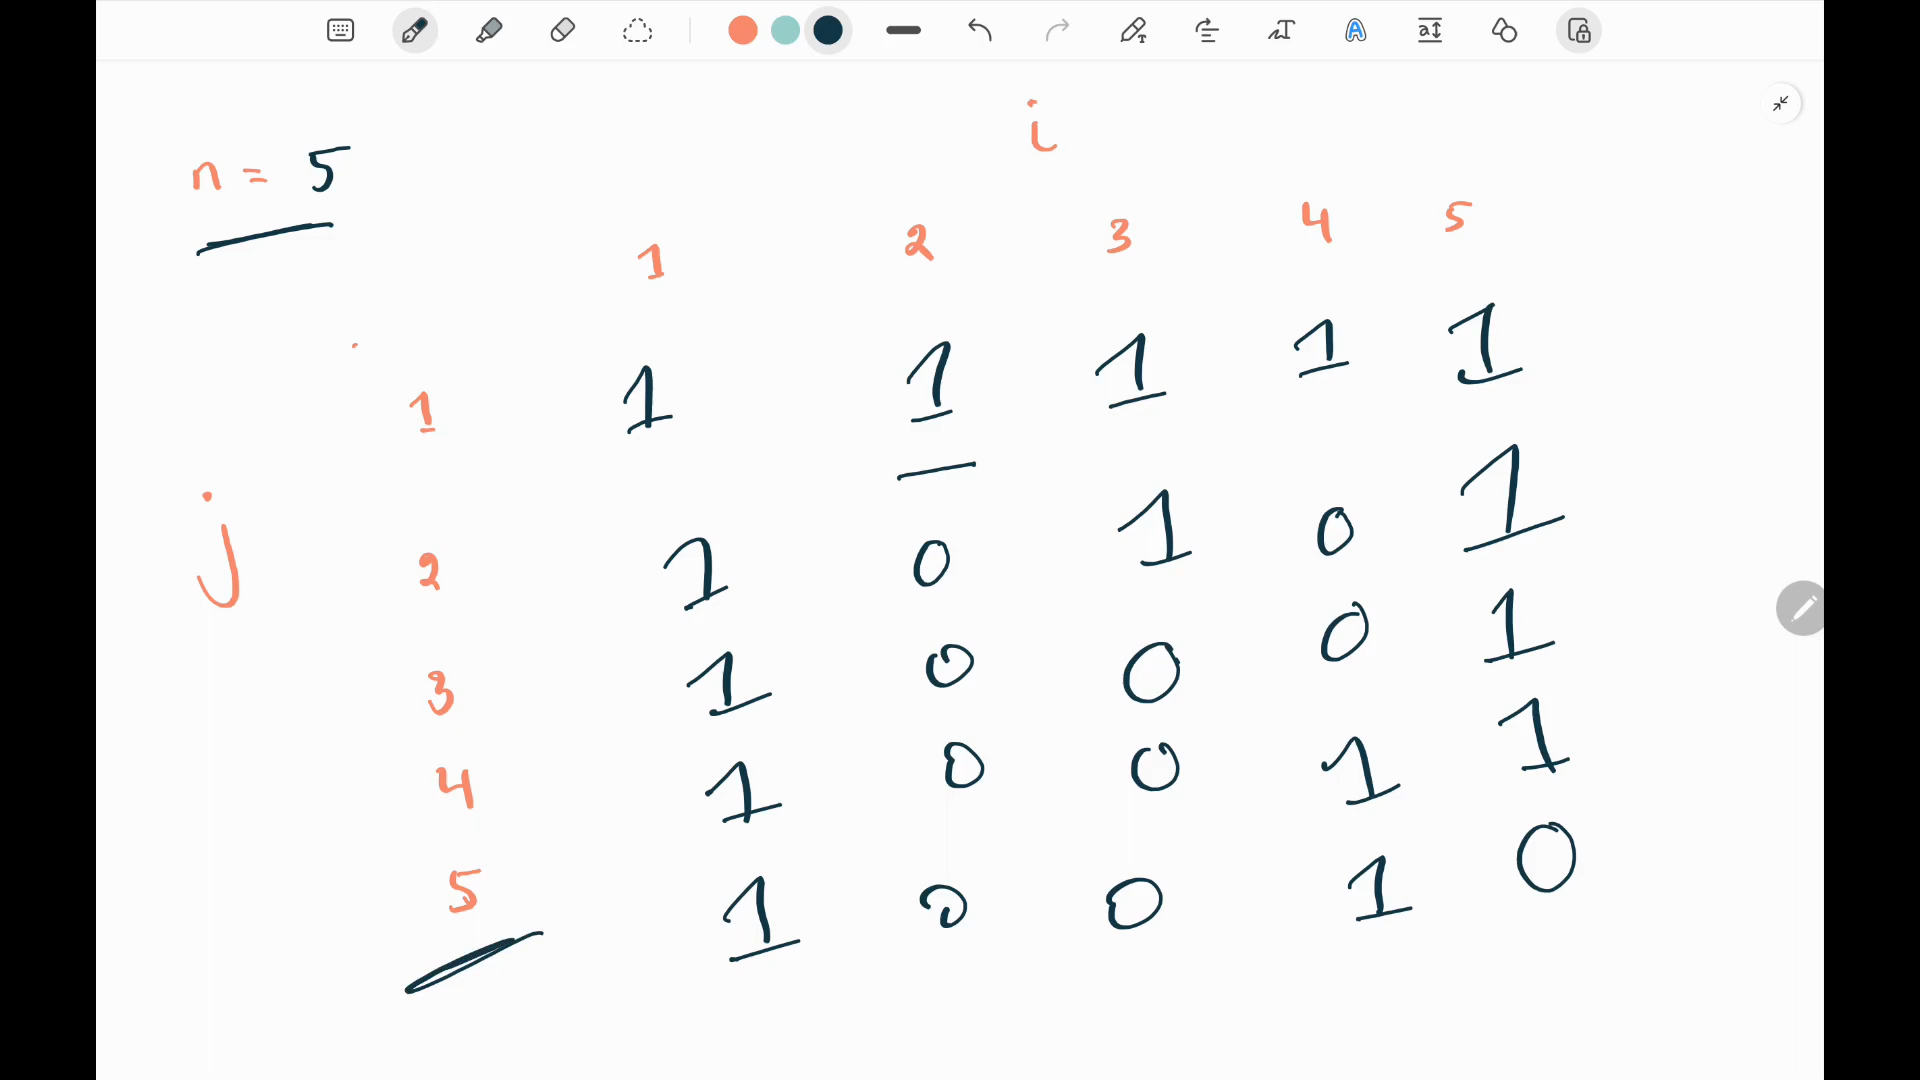 i
n = 5
1 2 3 4 5
1 1 1 1 1 1
j
2 1 0 1 0 1
3 1 0 0 0 1
4 1 0 0 1 1
5 1 0 0 1 0